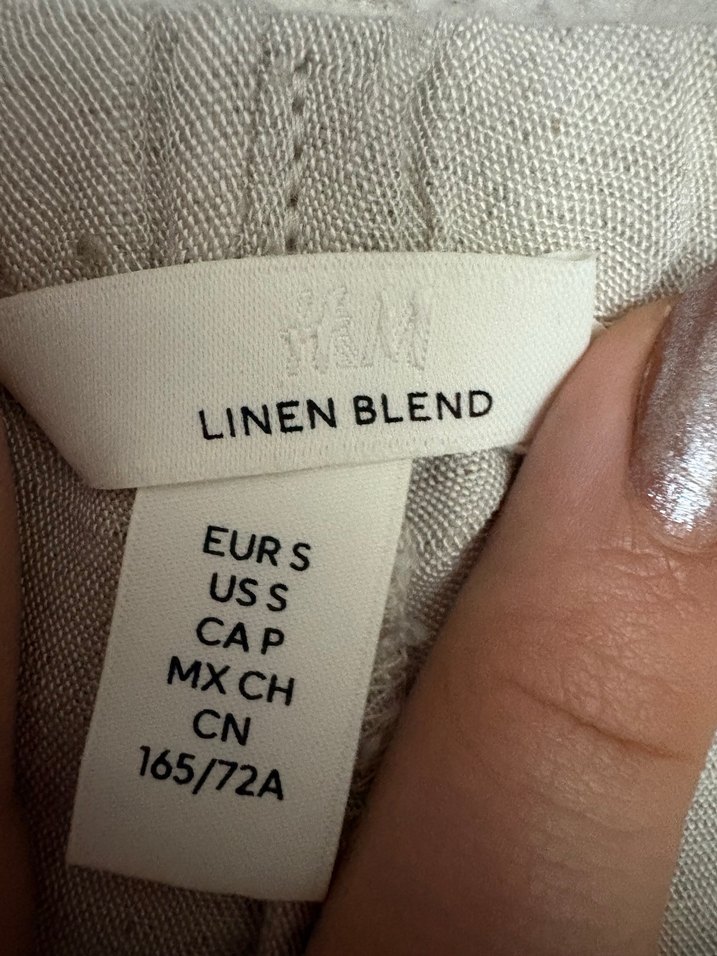 H&M
LINEN BLEND
EUR S
US S
CA P
MX CH
CN
165/72A